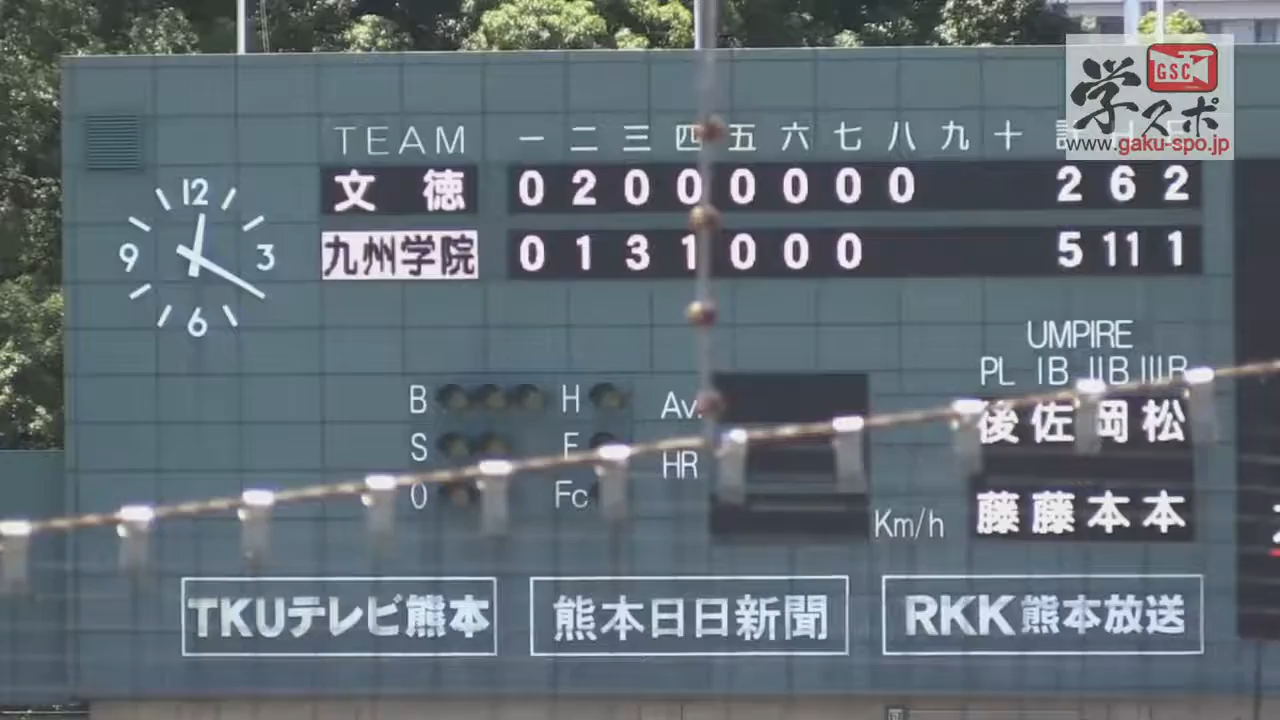 GSC
学スポ
www.gaku-spo.jp
TEAM 一 二 三 四 五 六 七 八 九 十 計 H
文 徳 0 2 0 0 0 0 0 0 2 6 2
九州学院 0 1 3 1 0 0 0 5 11 1
12
9 3
6
UMPIRE
PL IB IIB IIIB
B H Av.
後 佐 岡 松
S HR
O Fc
藤 藤 本 本
Km/h
TKUテレビ熊本 熊本日日新聞 RKK熊本放送